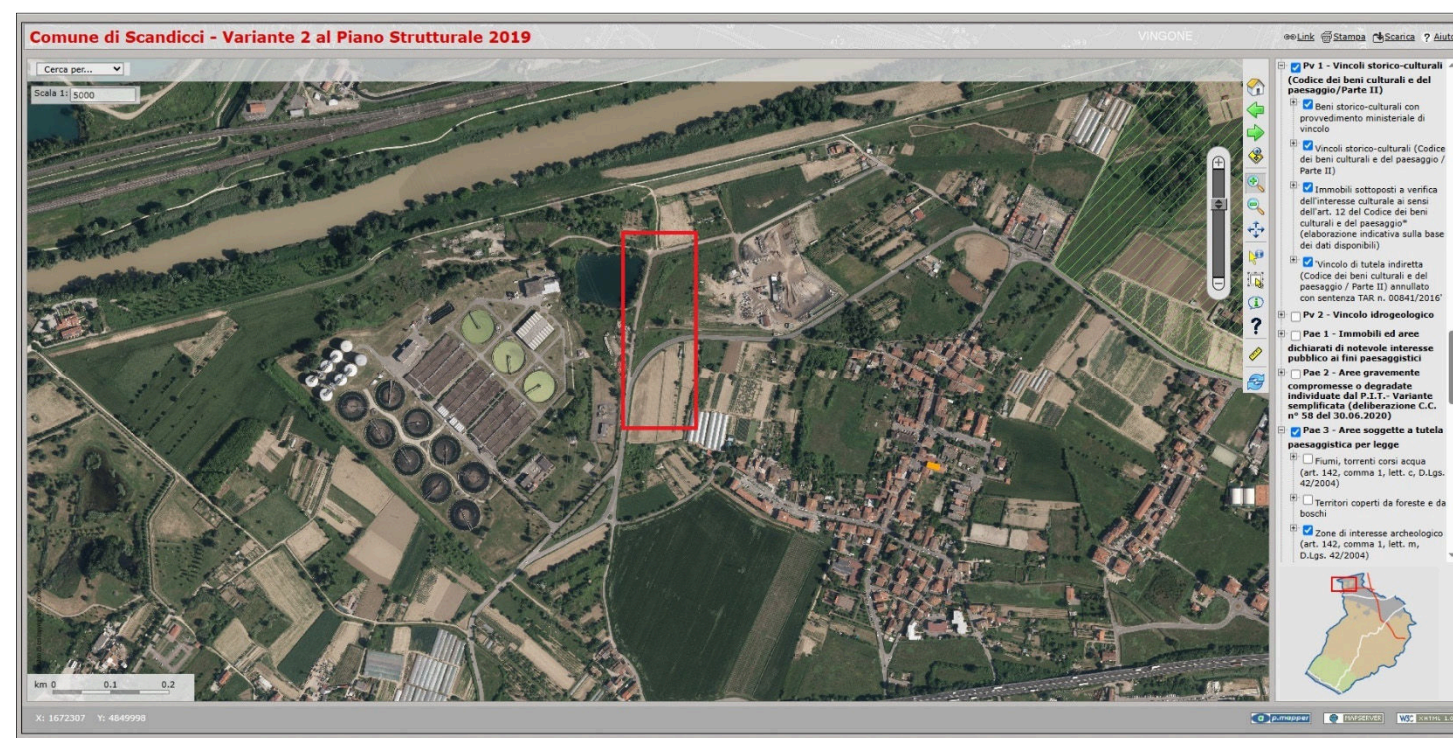 Comune di Scandicci - Variante 2 al Piano Strutturale 2019
VINGONE
Link Stampa Scarica ? Aiuto
Cerca per...
Scala 1: 5000
Pv 1 - Vincoli storico-culturali
(Codice dei beni culturali e del
paesaggio/Parte II)
Beni storico-culturali con
provvedimento ministeriale di
vincolo
Vincoli storico-culturali (Codice
dei beni culturali e del paesaggio /
Parte II)
Immobili sottoposti a verifica
dell'interesse culturale ai sensi
dell'art. 12 del Codice dei beni
culturali e del paesaggio*
(elaborazione indicativa sulla base
dei dati disponibili)
'Vincolo di tutela indiretta
(Codice dei beni culturali e del
paesaggio / Parte II) annullato
con sentenza TAR n. 00841/2016'
Pv 2 - Vincolo idrogeologico
Pae 1 - Immobili ed aree
dichiarati di notevole interesse
pubblico ai fini paesaggistici
Pae 2 - Aree gravemente
compromesse o degradate
individuate dal P.I.T.- Variante
semplificata (deliberazione C.C.
n° 58 del 30.06.2020)
Pae 3 - Aree soggette a tutela
paesaggistica per legge
Fiumi, torrenti corsi acqua
(art. 142, comma 1, lett. c, D.Lgs.
42/2004)
Territori coperti da foreste e da
boschi
Zone di interesse archeologico
(art. 142, comma 1, lett. m,
D.Lgs. 42/2004)
km 0 0.1 0.2
X: 1672307 Y: 4849998
p.mapper
MAPSERVER
W3C XHTML 1.0